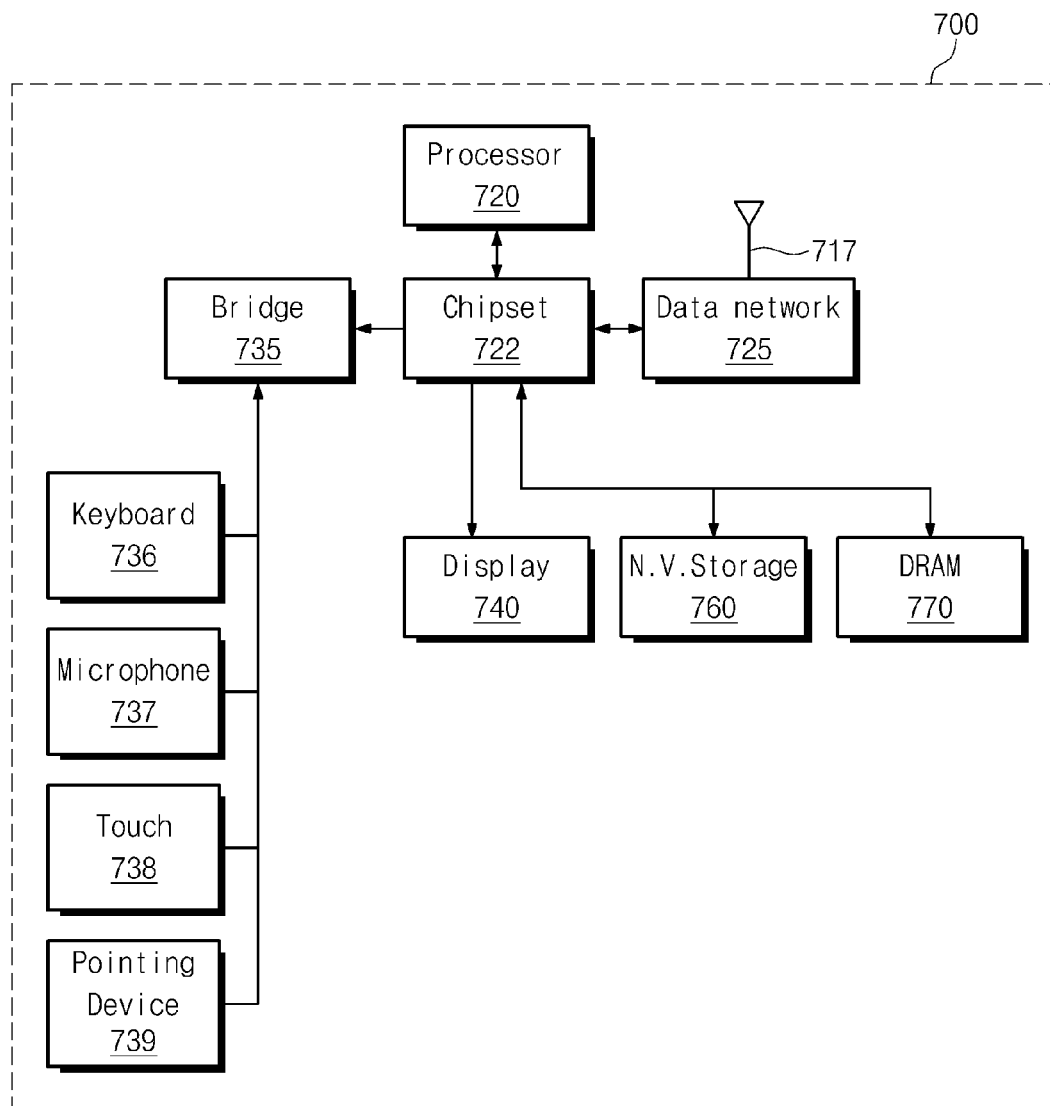 700
Processor
720
717
Bridge
735
Chipset
722
Data network
725
Keyboard
736
Display
740
N.V.Storage
760
DRAM
770
Microphone
737
Touch
738
Pointing
Device
739